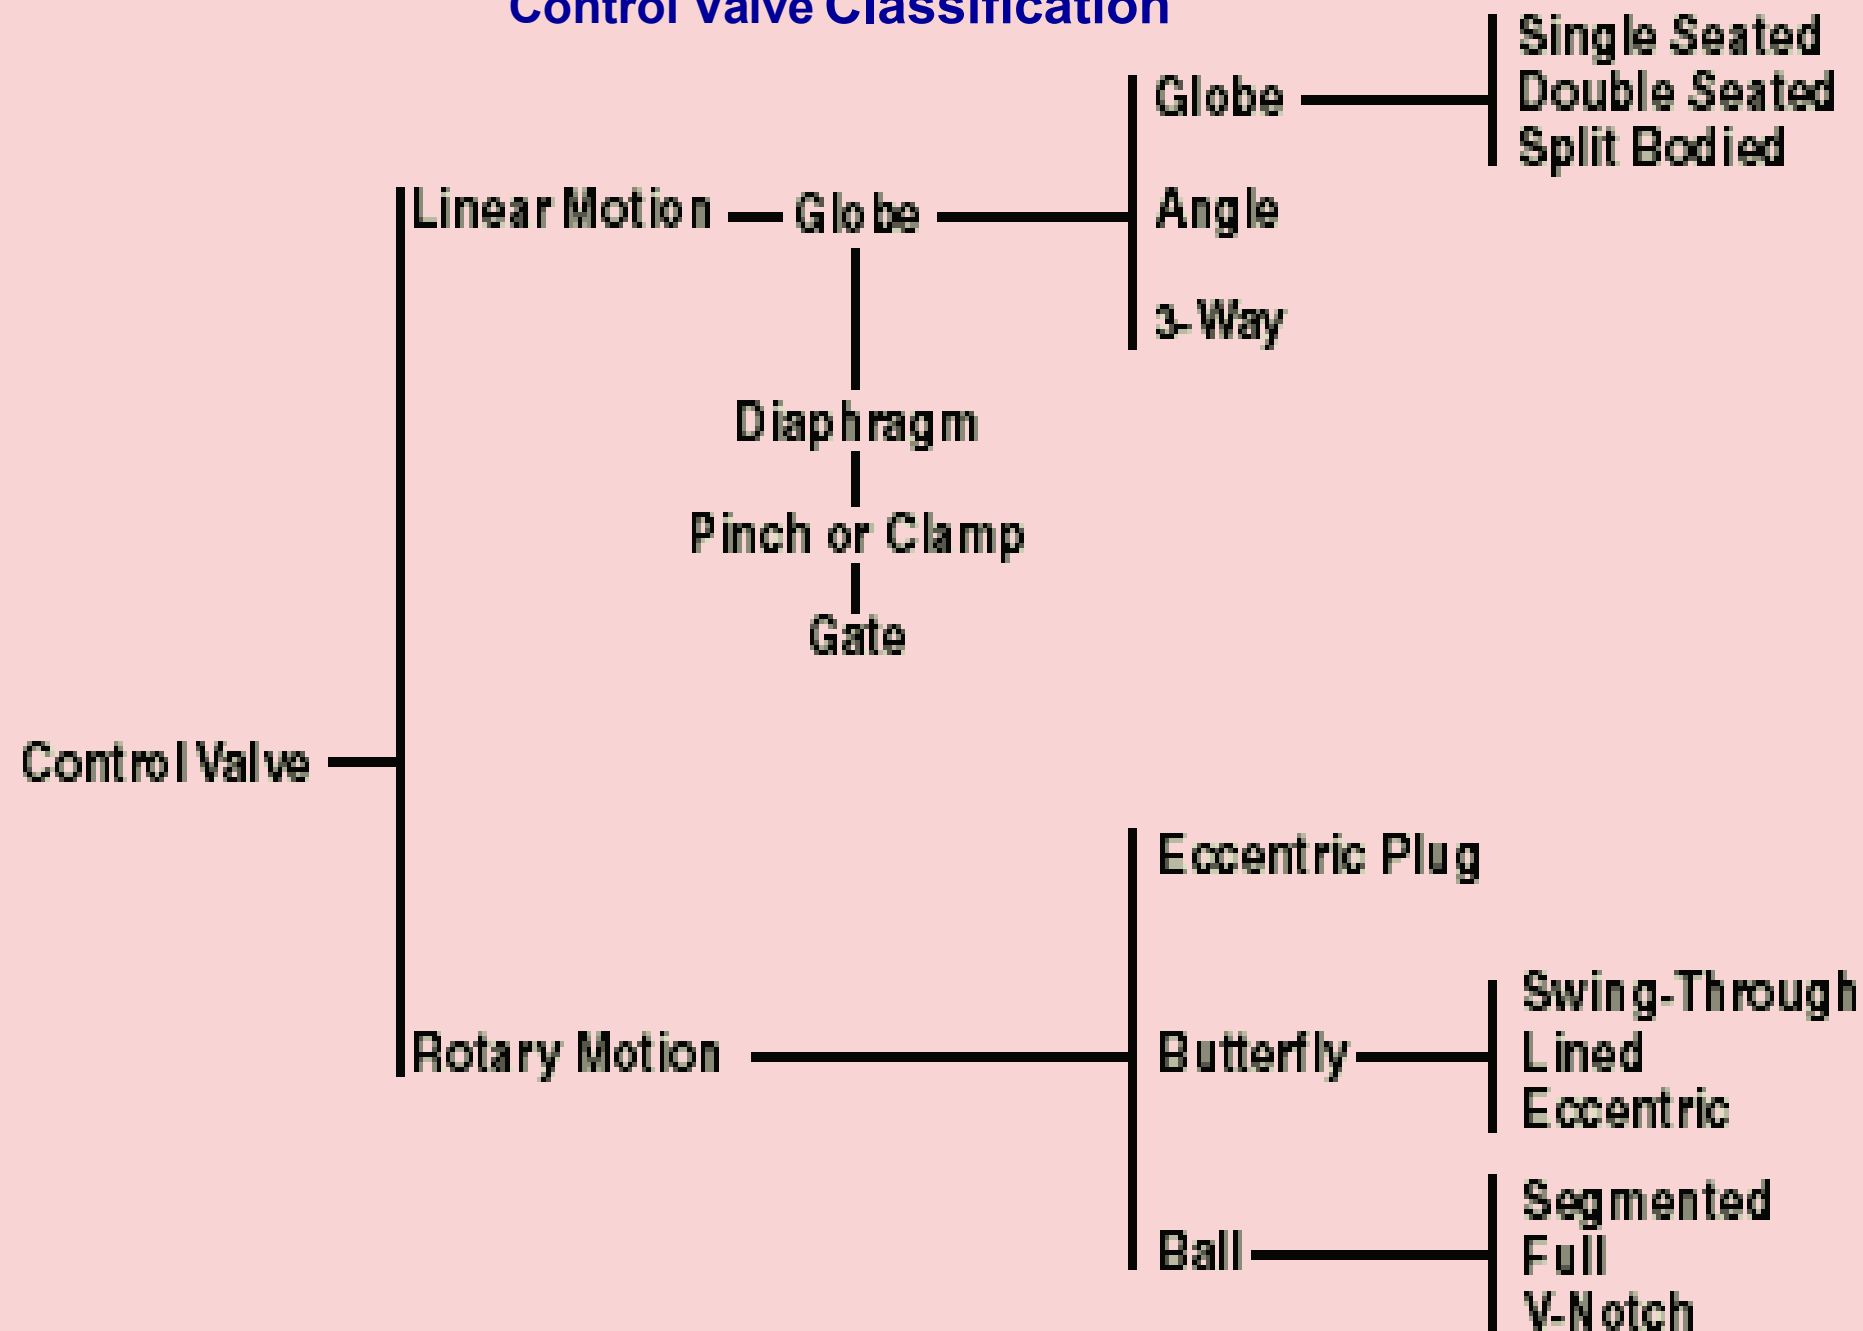 Control Valve Classification
Single Seated
Double Seated
Split Bodied
Globe
Linear Motion
Globe
Angle
3-Way
Diaphragm
Pinch or Clamp
Gate
Control Valve
Eccentric Plug
Rotary Motion
Butterfly
Swing-Through
Lined
Eccentric
Ball
Segmented
Full
V-Notch